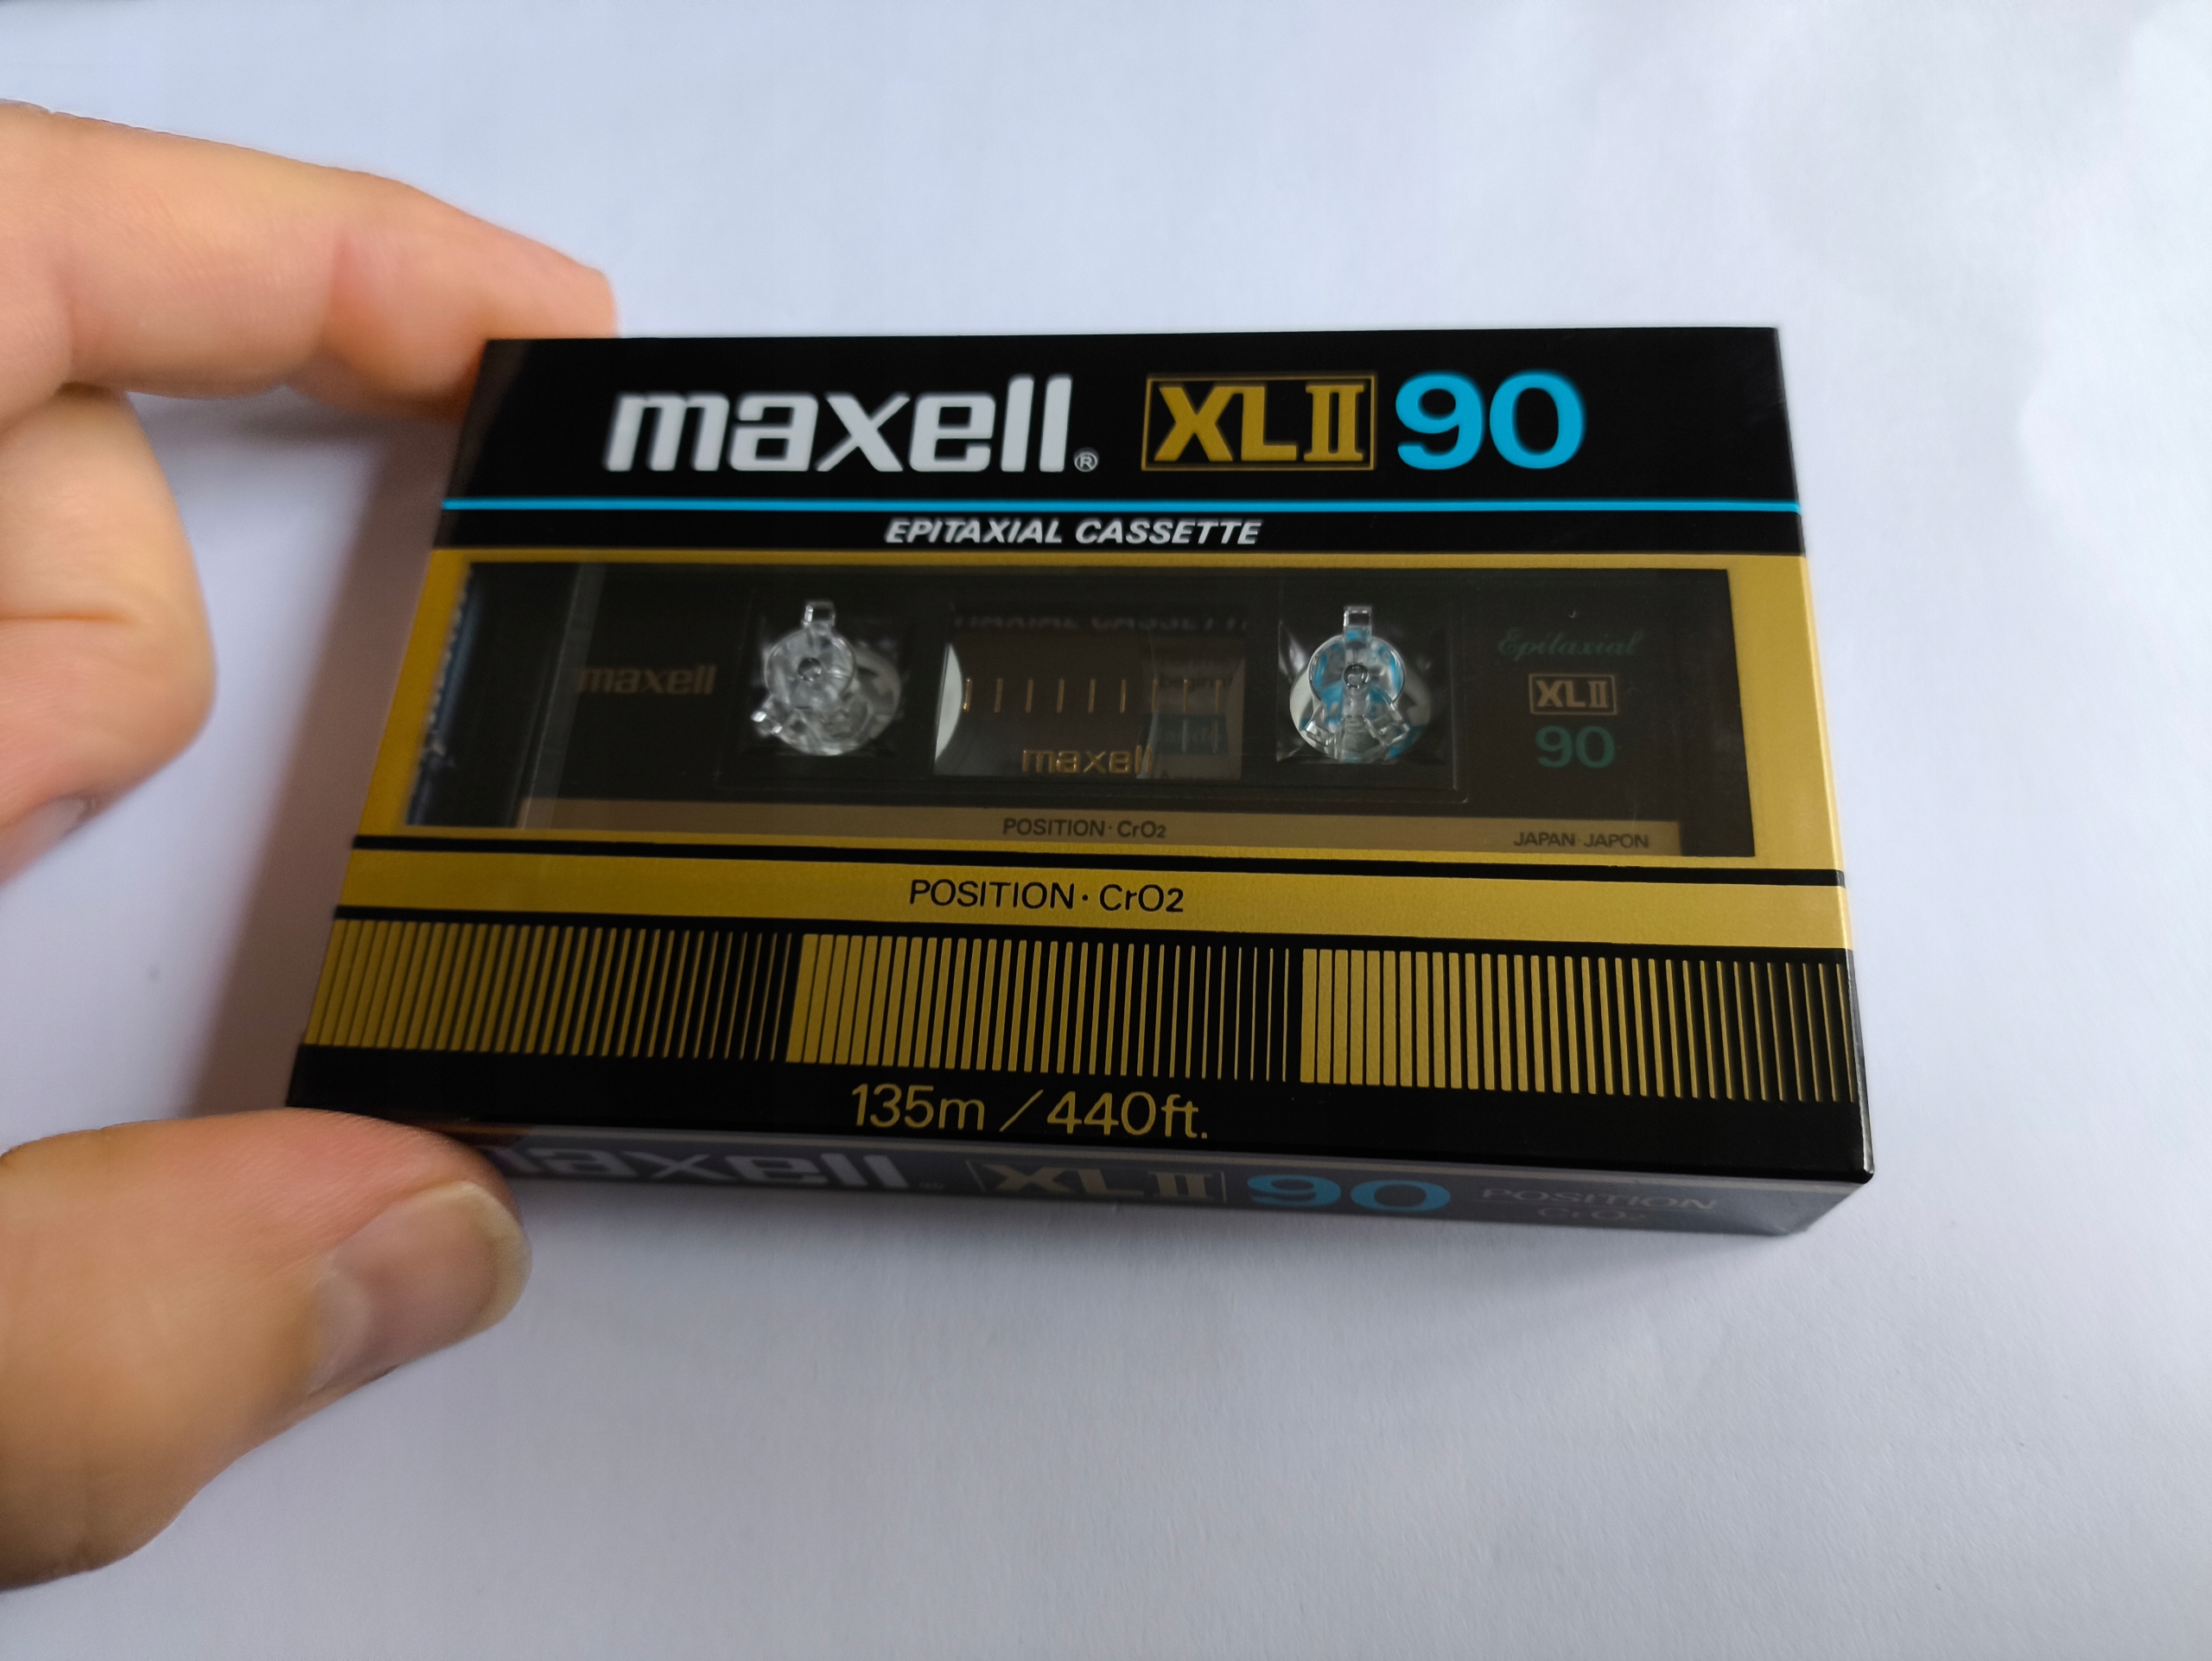 maxell® XLII 90
EPITAXIAL CASSETTE
maxell
maxell
Epitaxial
XLII
90
POSITION · CrO2
JAPAN JAPON
POSITION · CrO2
135m / 440ft.
maxell XLII 90 POSITION
CrO2